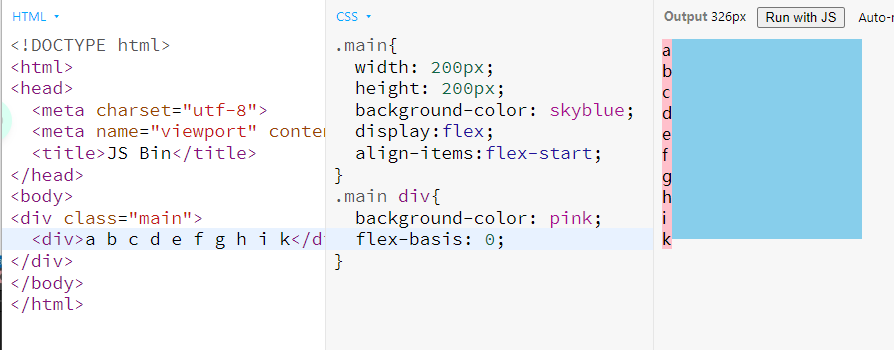 HTML
<!DOCTYPE html>
<html>
<head>
<meta charset="utf-8">
<meta name="viewport" conten
<title>JS Bin</title>
</head>
<body>
<div class="main">
<div>a b c d e f g h i k</di
</div>
</body>
</html>
CSS
.main{
width: 200px;
height: 200px;
background-color: skyblue;
display:flex;
align-items:flex-start;
}
.main div{
background-color: pink;
flex-basis: 0;
}
Output 326px
Run with JS
Auto-r
a
b
c
d
e
f
g
h
i
k